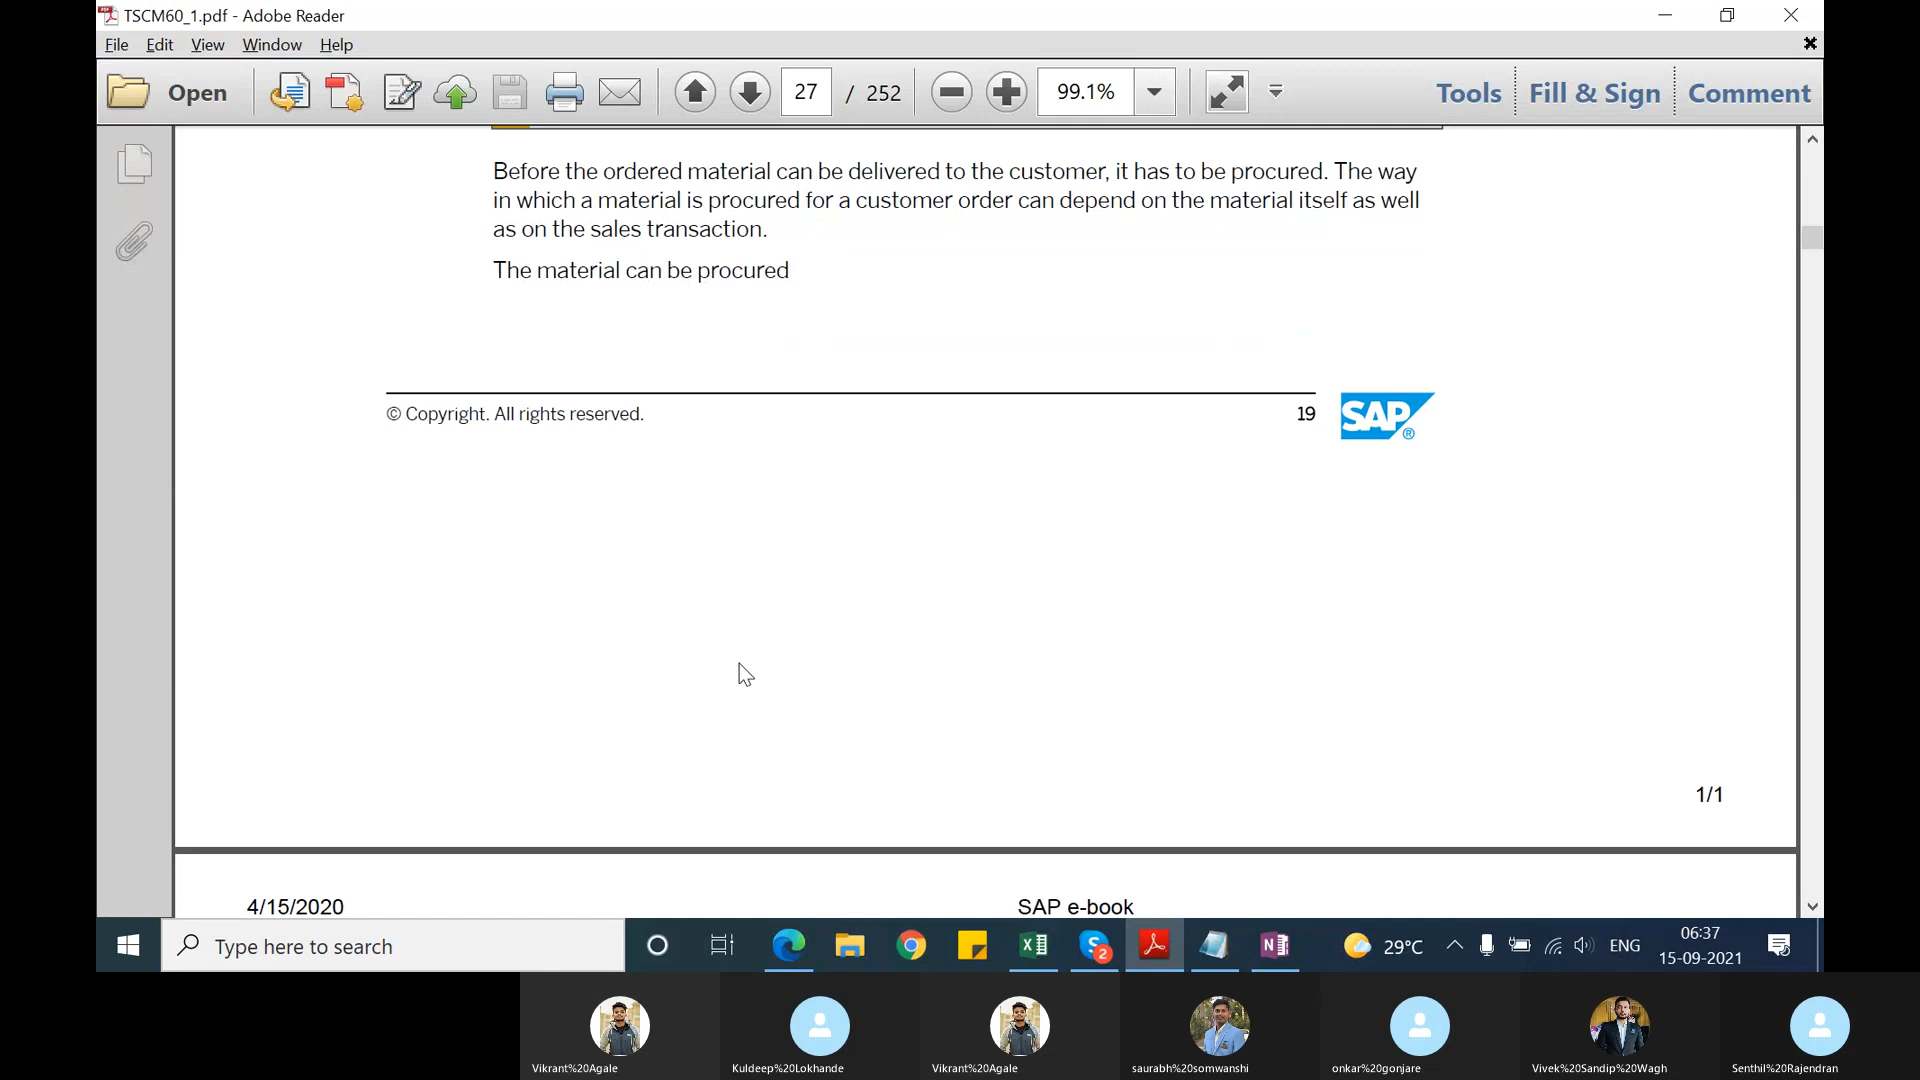 TSCM60_1.pdf - Adobe Reader
File Edit View Window Help
Open 27 / 252 99.1% Tools Fill & Sign Comment
Before the ordered material can be delivered to the customer, it has to be procured. The way
in which a material is procured for a customer order can depend on the material itself as well
as on the sales transaction.
The material can be procured
© Copyright. All rights reserved. 19 SAP®
1/1
4/15/2020 SAP e-book
Type here to search 2 29°C ENG 06:37
15-09-2021
Vikrant%20Agale Kuldeep%20Lokhande Vikrant%20Agale saurabh%20somwanshi onkar%20gonjare Vivek%20Sandip%20Wagh Senthil%20Rajendran